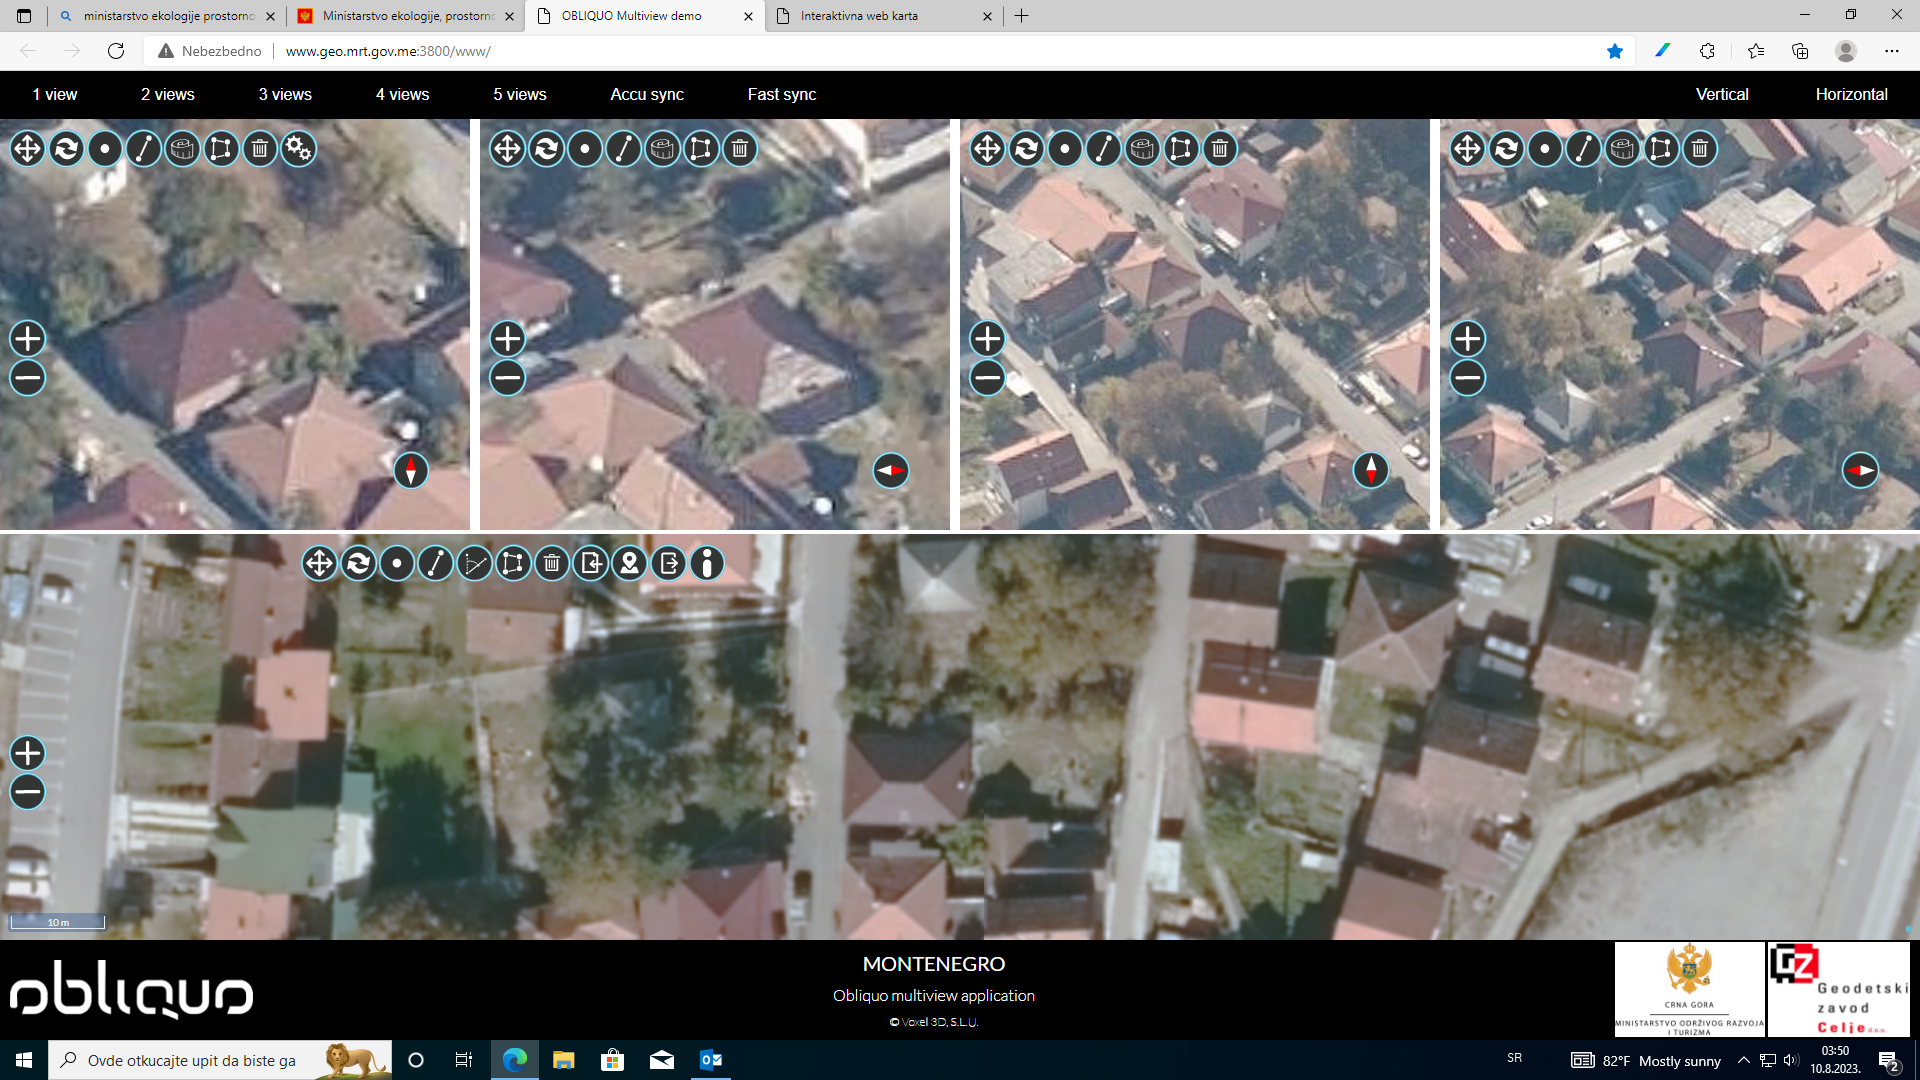 ministarstvo ekologije prostorno
Ministarstvo ekologije, prostorno
OBLIQUO Multiview demo
Interaktivna web karta
Nebezbedno
www.geo.mrt.gov.me:3800/www/
1 view
2 views
3 views
4 views
5 views
Accu sync
Fast sync
Vertical
Horizontal
10 m
obliquo
MONTENEGRO
Obliquo multiview application
© Voxel 3D, S.L.U.
CRNA GORA
MINISTARSTVO ODRŽIVOG RAZVOJA
I TURIZMA
GZ
Geodetski
zavod
Celje d.o.o.
Ovde otkucajte upit da biste ga
SR
82°F Mostly sunny
03:50
10.8.2023.
2